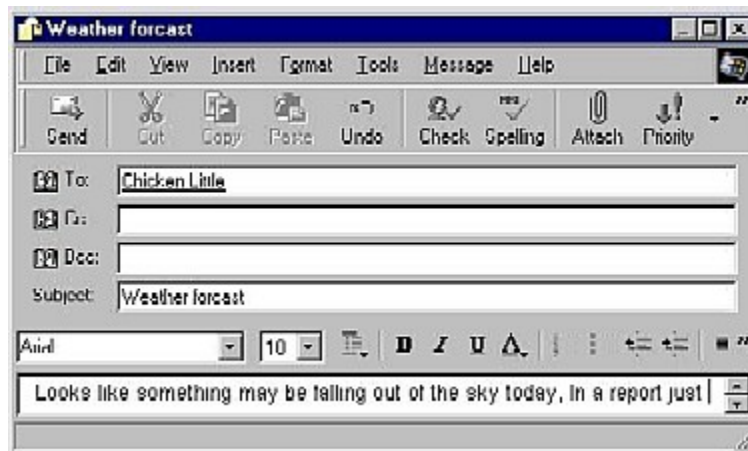 Weather forcast
File Edit View Insert Format Tools Message Help
Send Cut Copy Paste Undo Check Spelling Attach Priority
To: Chicken Little
Cc:
Bcc:
Subject: Weather forcast
Arial 10 B I U A
Looks like something may be falling out of the sky today, In a report just